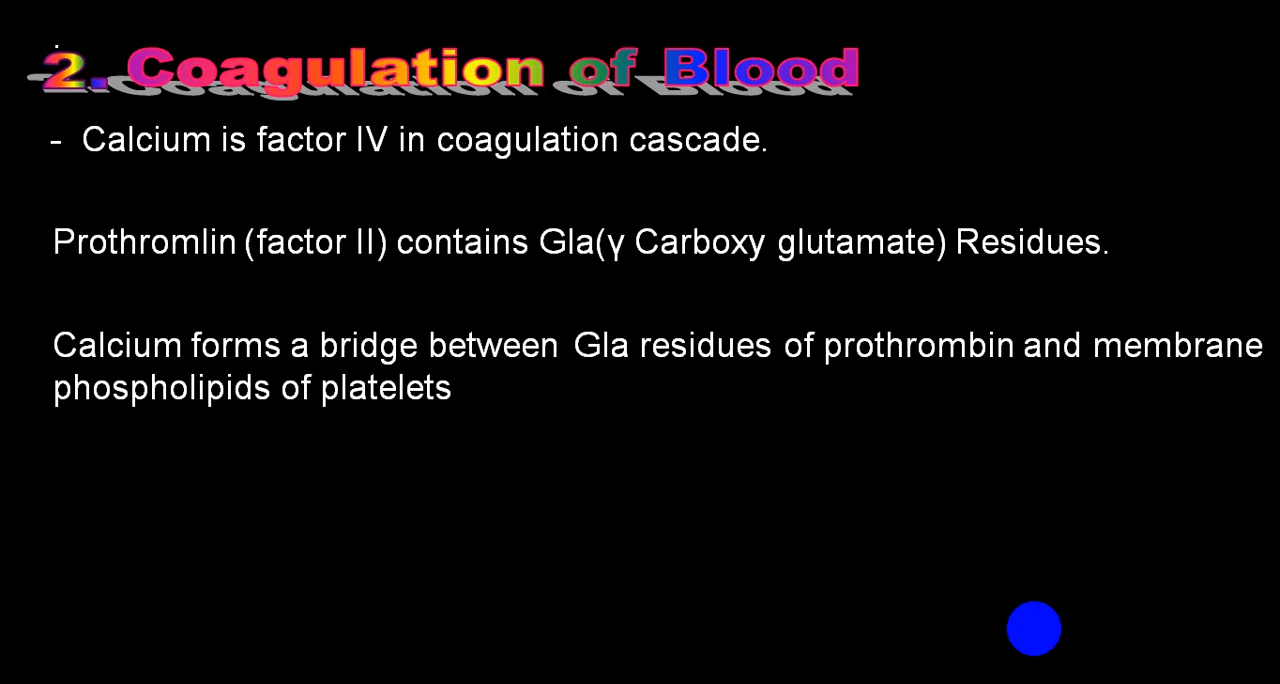 2. Coagulation of Blood
- Calcium is factor IV in coagulation cascade.
Prothromlin (factor II) contains Gla(γ Carboxy glutamate) Residues.
Calcium forms a bridge between Gla residues of prothrombin and membrane
phospholipids of platelets